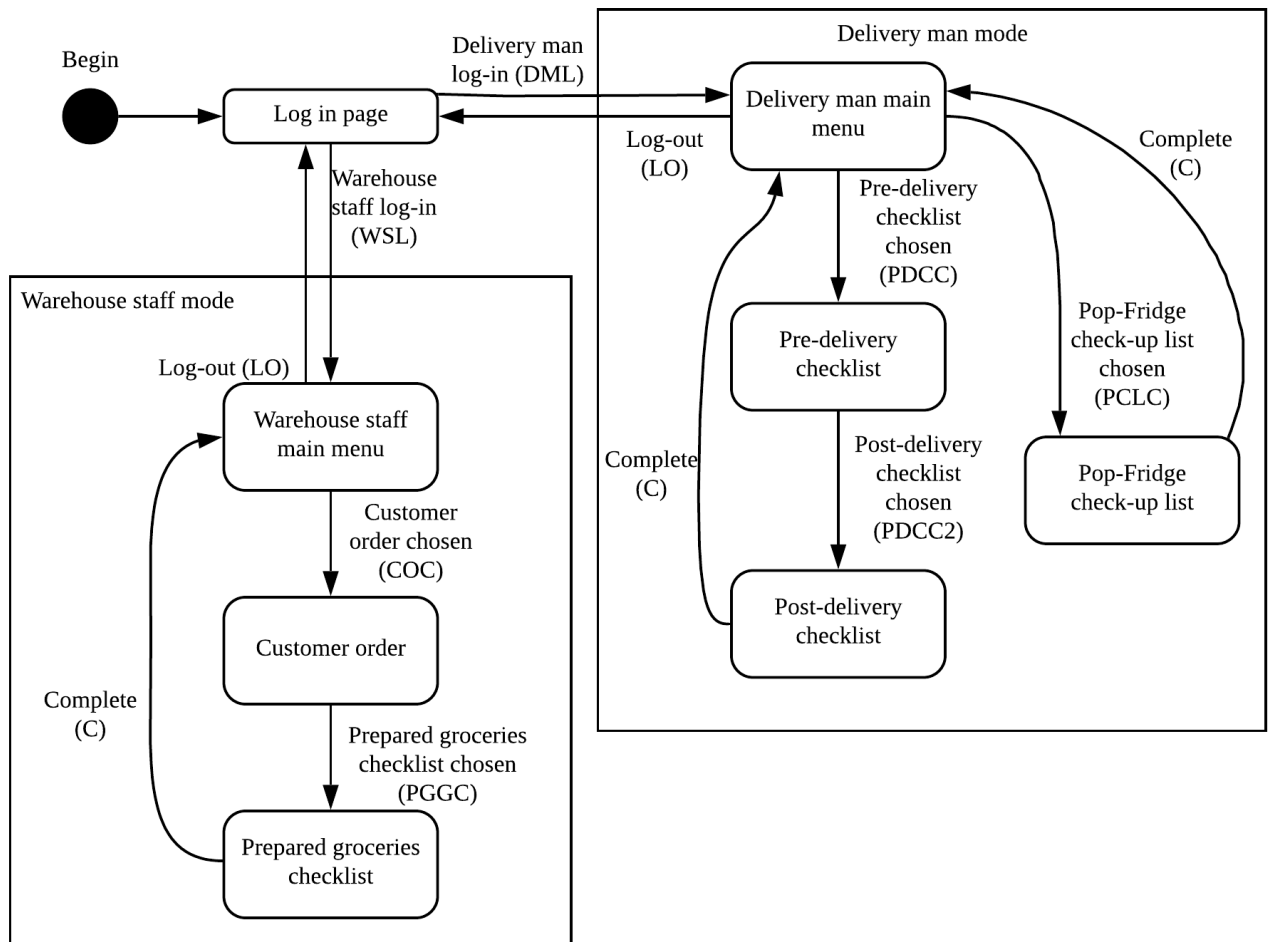 Begin
Log in page
Delivery man
log-in (DML)
Log-out
(LO)
Warehouse
staff log-in
(WSL)
Delivery man mode
Delivery man main
menu
Complete
(C)
Pre-delivery
checklist
chosen
(PDCC)
Pre-delivery
checklist
Pop-Fridge
check-up list
chosen
(PCLC)
Pop-Fridge
check-up list
Complete
(C)
Post-delivery
checklist
chosen
(PDCC2)
Post-delivery
checklist
Warehouse staff mode
Log-out (LO)
Warehouse staff
main menu
Customer
order chosen
(COC)
Customer order
Complete
(C)
Prepared groceries
checklist chosen
(PGGC)
Prepared groceries
checklist